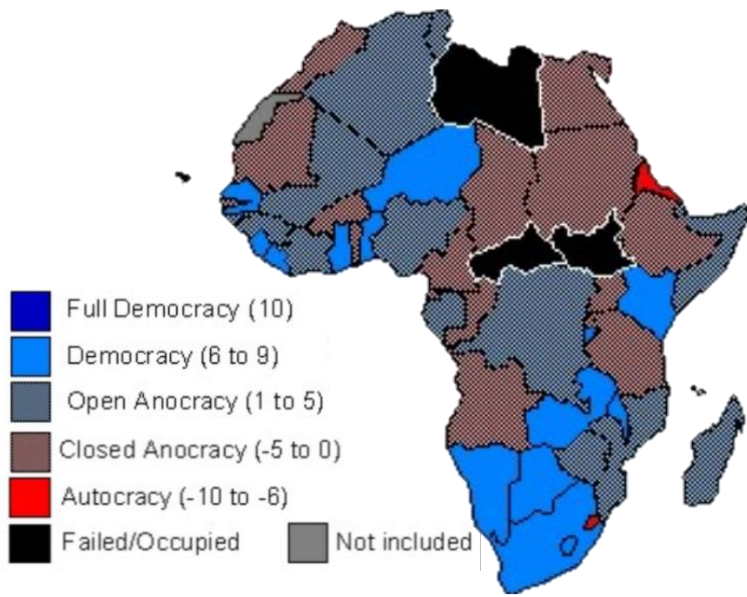 Full Democracy (10)
Democracy (6 to 9)
Open Anocracy (1 to 5)
Closed Anocracy (-5 to 0)
Autocracy (-10 to -6)
Failed/Occupied Not included